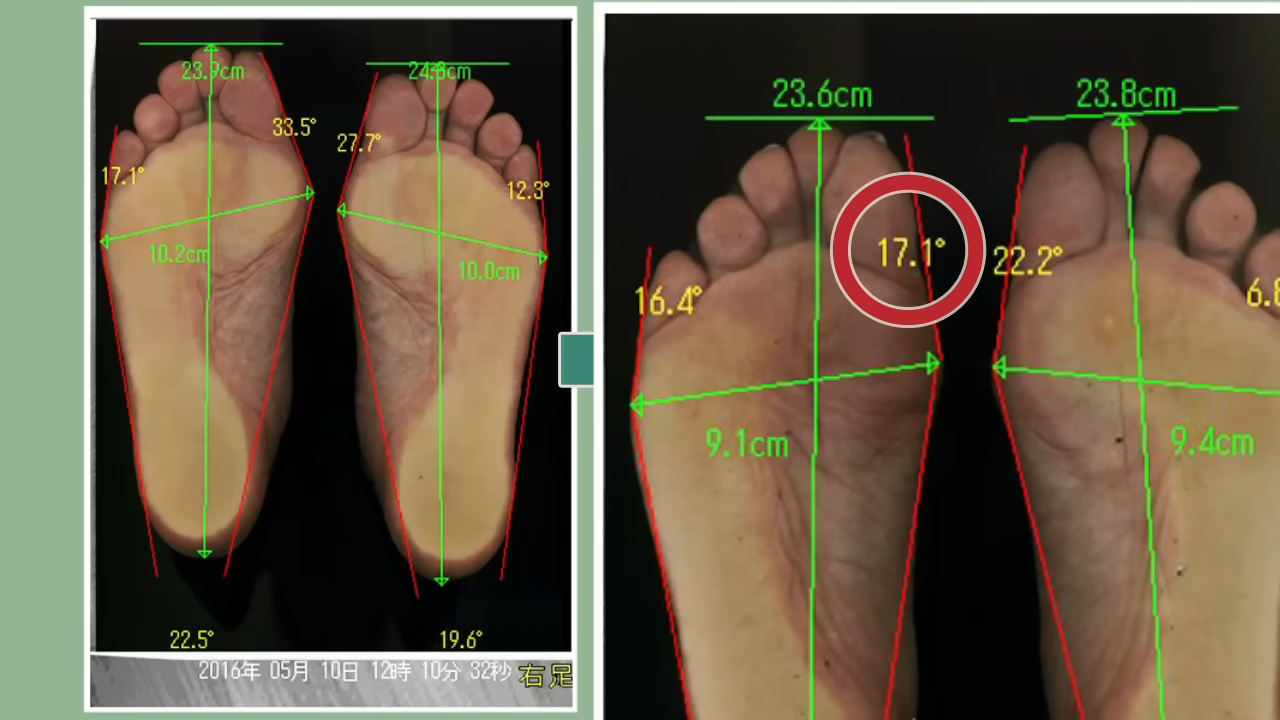 23.9cm
24.8cm
33.5°
27.7°
17.1°
12.3°
10.2cm
10.0cm
22.5°
19.6°
2016年 05月 10日 12時 10分 32秒
右足
23.6cm
23.8cm
17.1°
22.2°
16.4°
6.8
9.1cm
9.4cm